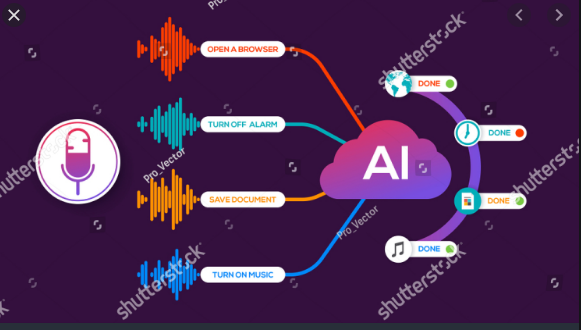 Pro_Vector
shutterstock
OPEN A BROWSER
DONE
TURN OFF ALARM
DONE
Pro_Vector
AI
shutterstock
shutterstock
SAVE DOCUMENT
DONE
Pro_Vector
DONE
TURN ON MUSIC
shutterstock
shutterstock